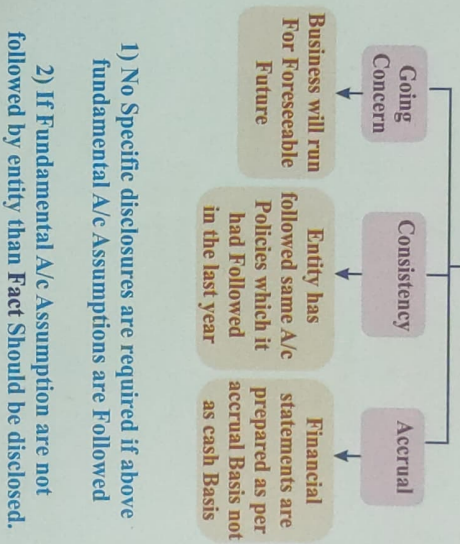 Going
Concern
Consistency
Accrual
Business will run
For Foreseeable
Future
Entity has
followed same A/c
Policies which it
had Followed
in the last year
Financial
statements are
prepared as per
accrual Basis not
as cash Basis
1) No Specific disclosures are required if above
fundamental A/c Assumptions are Followed
2) If Fundamental A/c Assumption are not
followed by entity than Fact Should be disclosed.